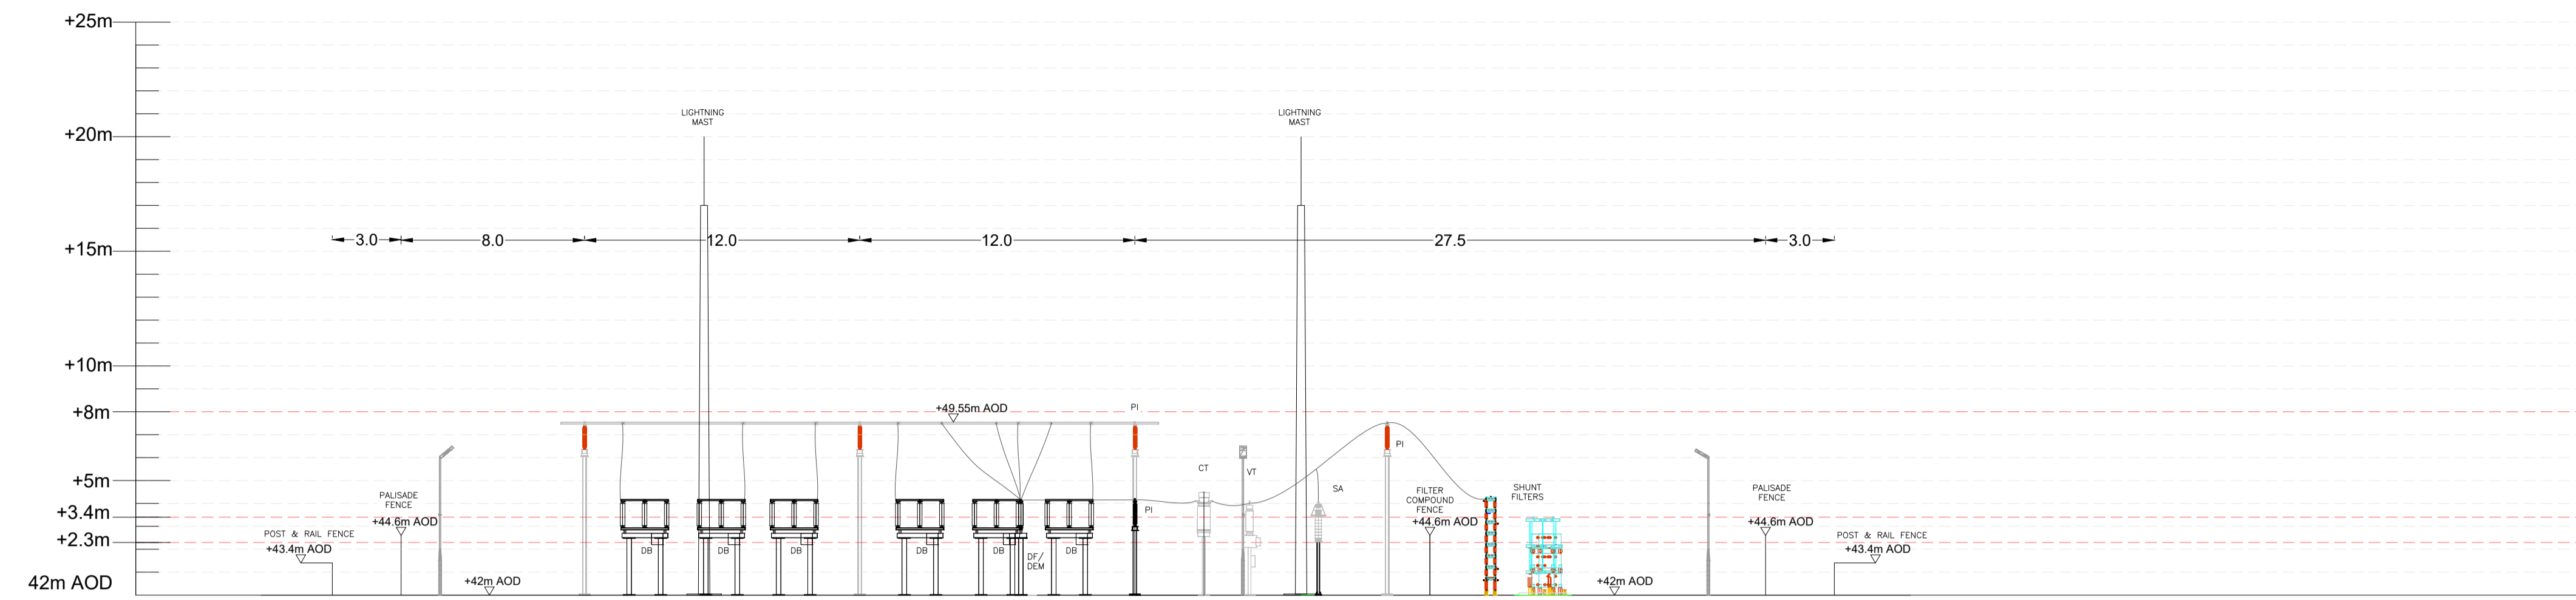 +25m
+20m
+15m
+10m
+8m
+5m
+3.4m
+2.3m
42m AOD
LIGHTNING
MAST
LIGHTNING
MAST
3.0
8.0
12.0
12.0
27.5
3.0
+49.55m AOD
PI
PI
CT
VT
SA
PI
PALISADE
FENCE
+44.6m AOD
POST & RAIL FENCE
+43.4m AOD
+42m AOD
DB
DB
DB
DB
DB
DF/
DEM
DB
FILTER
COMPOUND
FENCE
+44.6m AOD
SHUNT
FILTERS
+42m AOD
PALISADE
FENCE
+44.6m AOD
POST & RAIL FENCE
+43.4m AOD